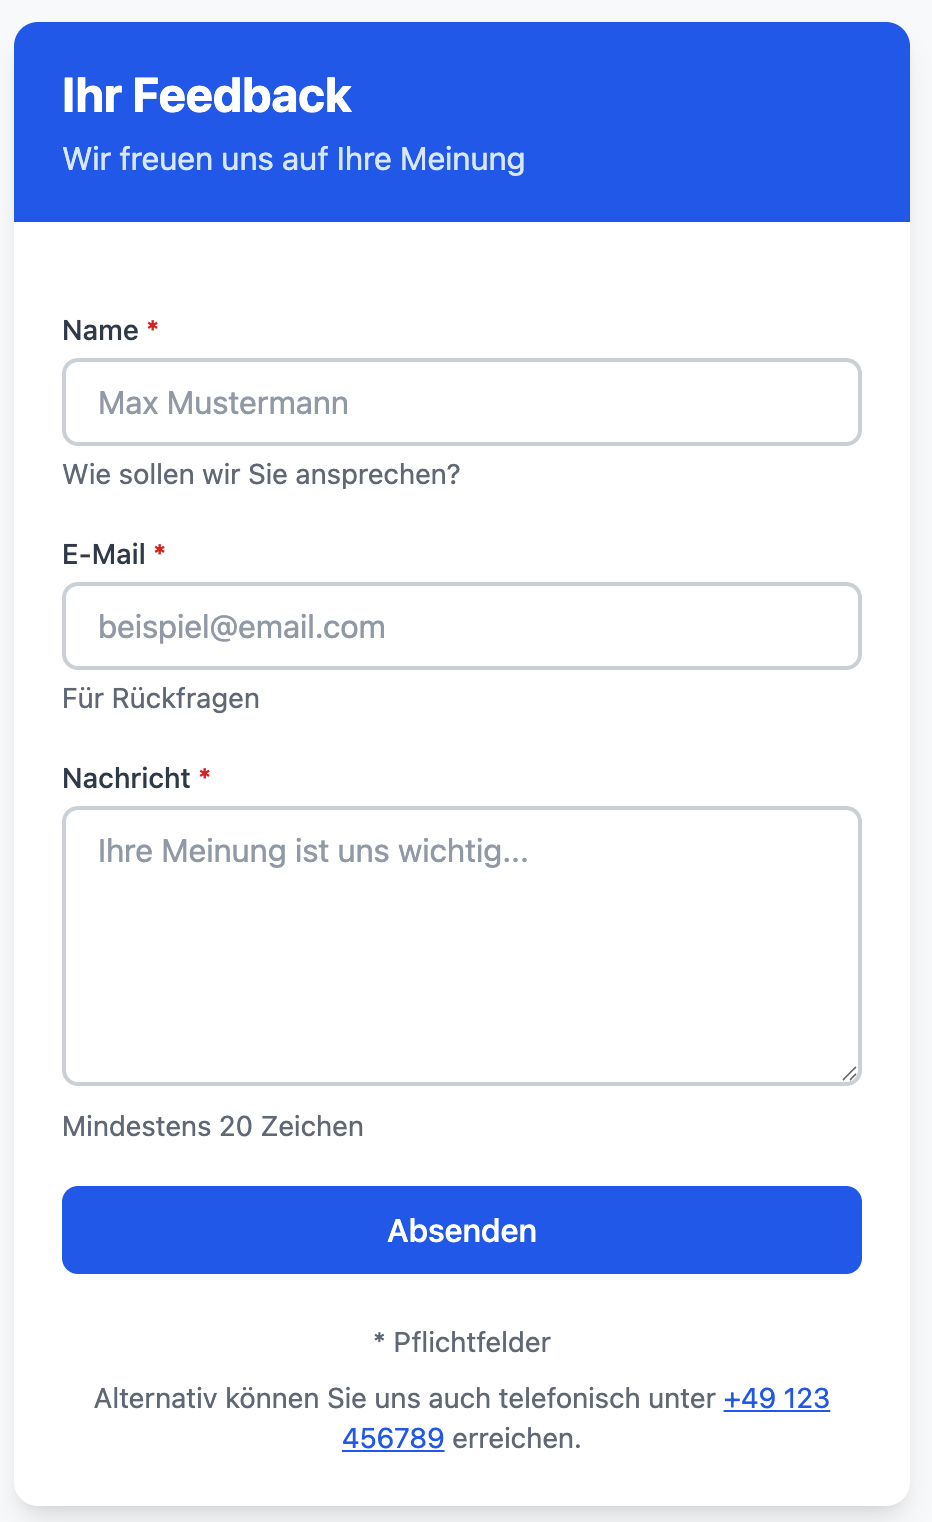 Ihr Feedback
Wir freuen uns auf Ihre Meinung
Name *
Max Mustermann
Wie sollen wir Sie ansprechen?
E-Mail *
beispiel@email.com
Für Rückfragen
Nachricht *
Ihre Meinung ist uns wichtig...
Mindestens 20 Zeichen
Absenden
* Pflichtfelder
Alternativ können Sie uns auch telefonisch unter +49 123
456789 erreichen.